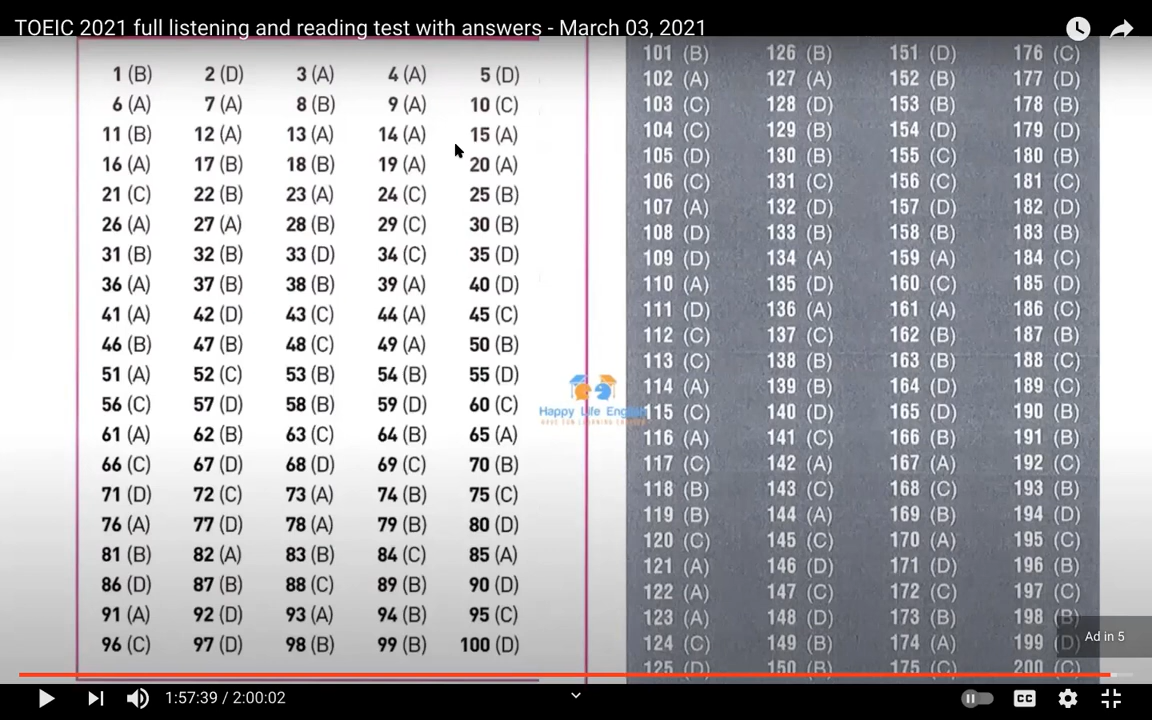 TOEIC 2021 full listening and reading test with answers - March 03, 2021
1 (B) 2 (D) 3 (A) 4 (A) 5 (D)
6 (A) 7 (A) 8 (B) 9 (A) 10 (C)
11 (B) 12 (A) 13 (A) 14 (A) 15 (A)
16 (A) 17 (B) 18 (B) 19 (A) 20 (A)
21 (C) 22 (B) 23 (A) 24 (C) 25 (B)
26 (A) 27 (A) 28 (B) 29 (C) 30 (B)
31 (B) 32 (B) 33 (D) 34 (C) 35 (D)
36 (A) 37 (B) 38 (B) 39 (A) 40 (D)
41 (A) 42 (D) 43 (C) 44 (A) 45 (C)
46 (B) 47 (B) 48 (C) 49 (A) 50 (B)
51 (A) 52 (C) 53 (B) 54 (B) 55 (D)
56 (C) 57 (D) 58 (B) 59 (D) 60 (C)
61 (A) 62 (B) 63 (C) 64 (B) 65 (A)
66 (C) 67 (D) 68 (D) 69 (C) 70 (B)
71 (D) 72 (C) 73 (A) 74 (B) 75 (C)
76 (A) 77 (D) 78 (A) 79 (B) 80 (D)
81 (B) 82 (A) 83 (B) 84 (C) 85 (A)
86 (D) 87 (B) 88 (C) 89 (B) 90 (D)
91 (A) 92 (D) 93 (A) 94 (B) 95 (C)
96 (C) 97 (D) 98 (B) 99 (B) 100 (D)
Happy Life English
101 (B) 126 (B) 151 (D) 176 (C)
102 (A) 127 (A) 152 (B) 177 (D)
103 (C) 128 (D) 153 (B) 178 (B)
104 (C) 129 (B) 154 (D) 179 (D)
105 (D) 130 (B) 155 (C) 180 (B)
106 (C) 131 (C) 156 (C) 181 (C)
107 (A) 132 (D) 157 (D) 182 (D)
108 (D) 133 (B) 158 (B) 183 (B)
109 (D) 134 (A) 159 (A) 184 (C)
110 (A) 135 (D) 160 (C) 185 (D)
111 (D) 136 (A) 161 (A) 186 (C)
112 (C) 137 (C) 162 (B) 187 (B)
113 (C) 138 (B) 163 (B) 188 (C)
114 (A) 139 (B) 164 (D) 189 (C)
115 (C) 140 (D) 165 (D) 190 (B)
116 (A) 141 (C) 166 (B) 191 (B)
117 (C) 142 (A) 167 (A) 192 (C)
118 (B) 143 (C) 168 (C) 193 (B)
119 (B) 144 (A) 169 (B) 194 (D)
120 (C) 145 (C) 170 (A) 195 (C)
121 (A) 146 (D) 171 (D) 196 (B)
122 (A) 147 (C) 172 (C) 197 (C)
123 (A) 148 (D) 173 (B) 198 (B)
124 (C) 149 (B) 174 (A) 199 (D)
125 (D) 150 (B) 175 (C) 200 (C)
Ad in 5
1:57:39 / 2:00:02
CC